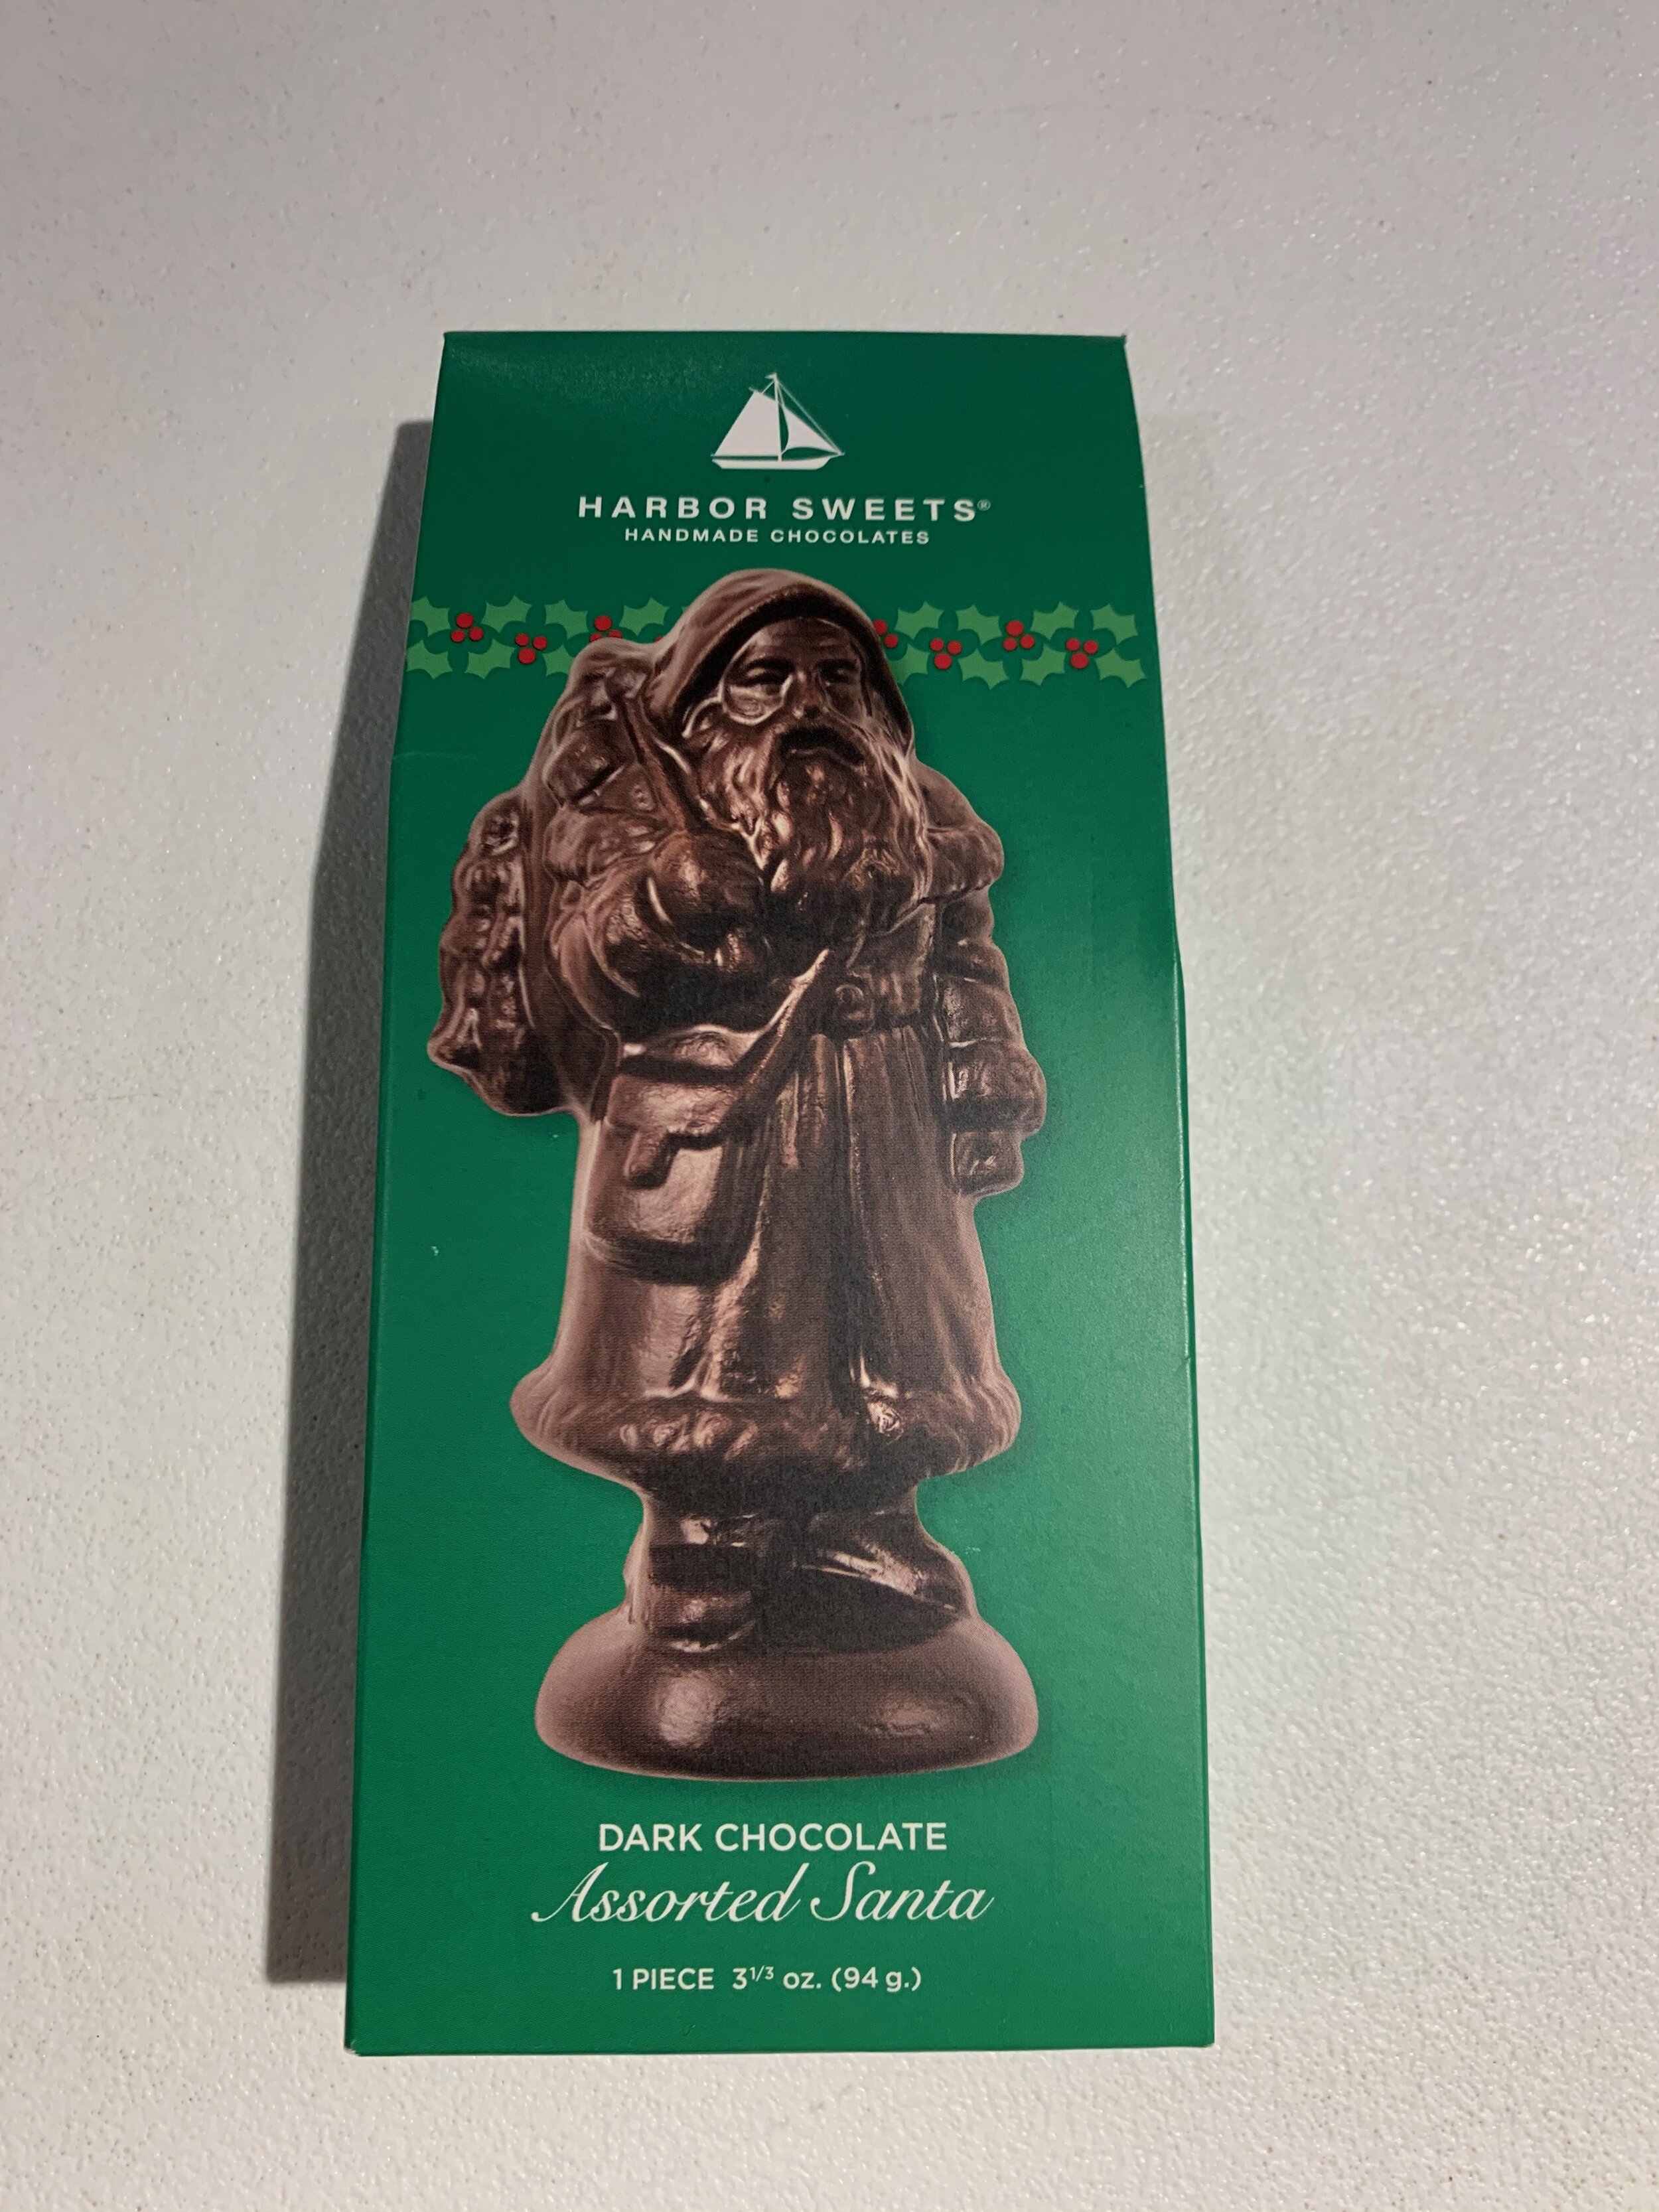 HARBOR SWEETS®
HANDMADE CHOCOLATES
DARK CHOCOLATE
Assorted Santa
1 PIECE 3 1/3 oz. (94 g.)